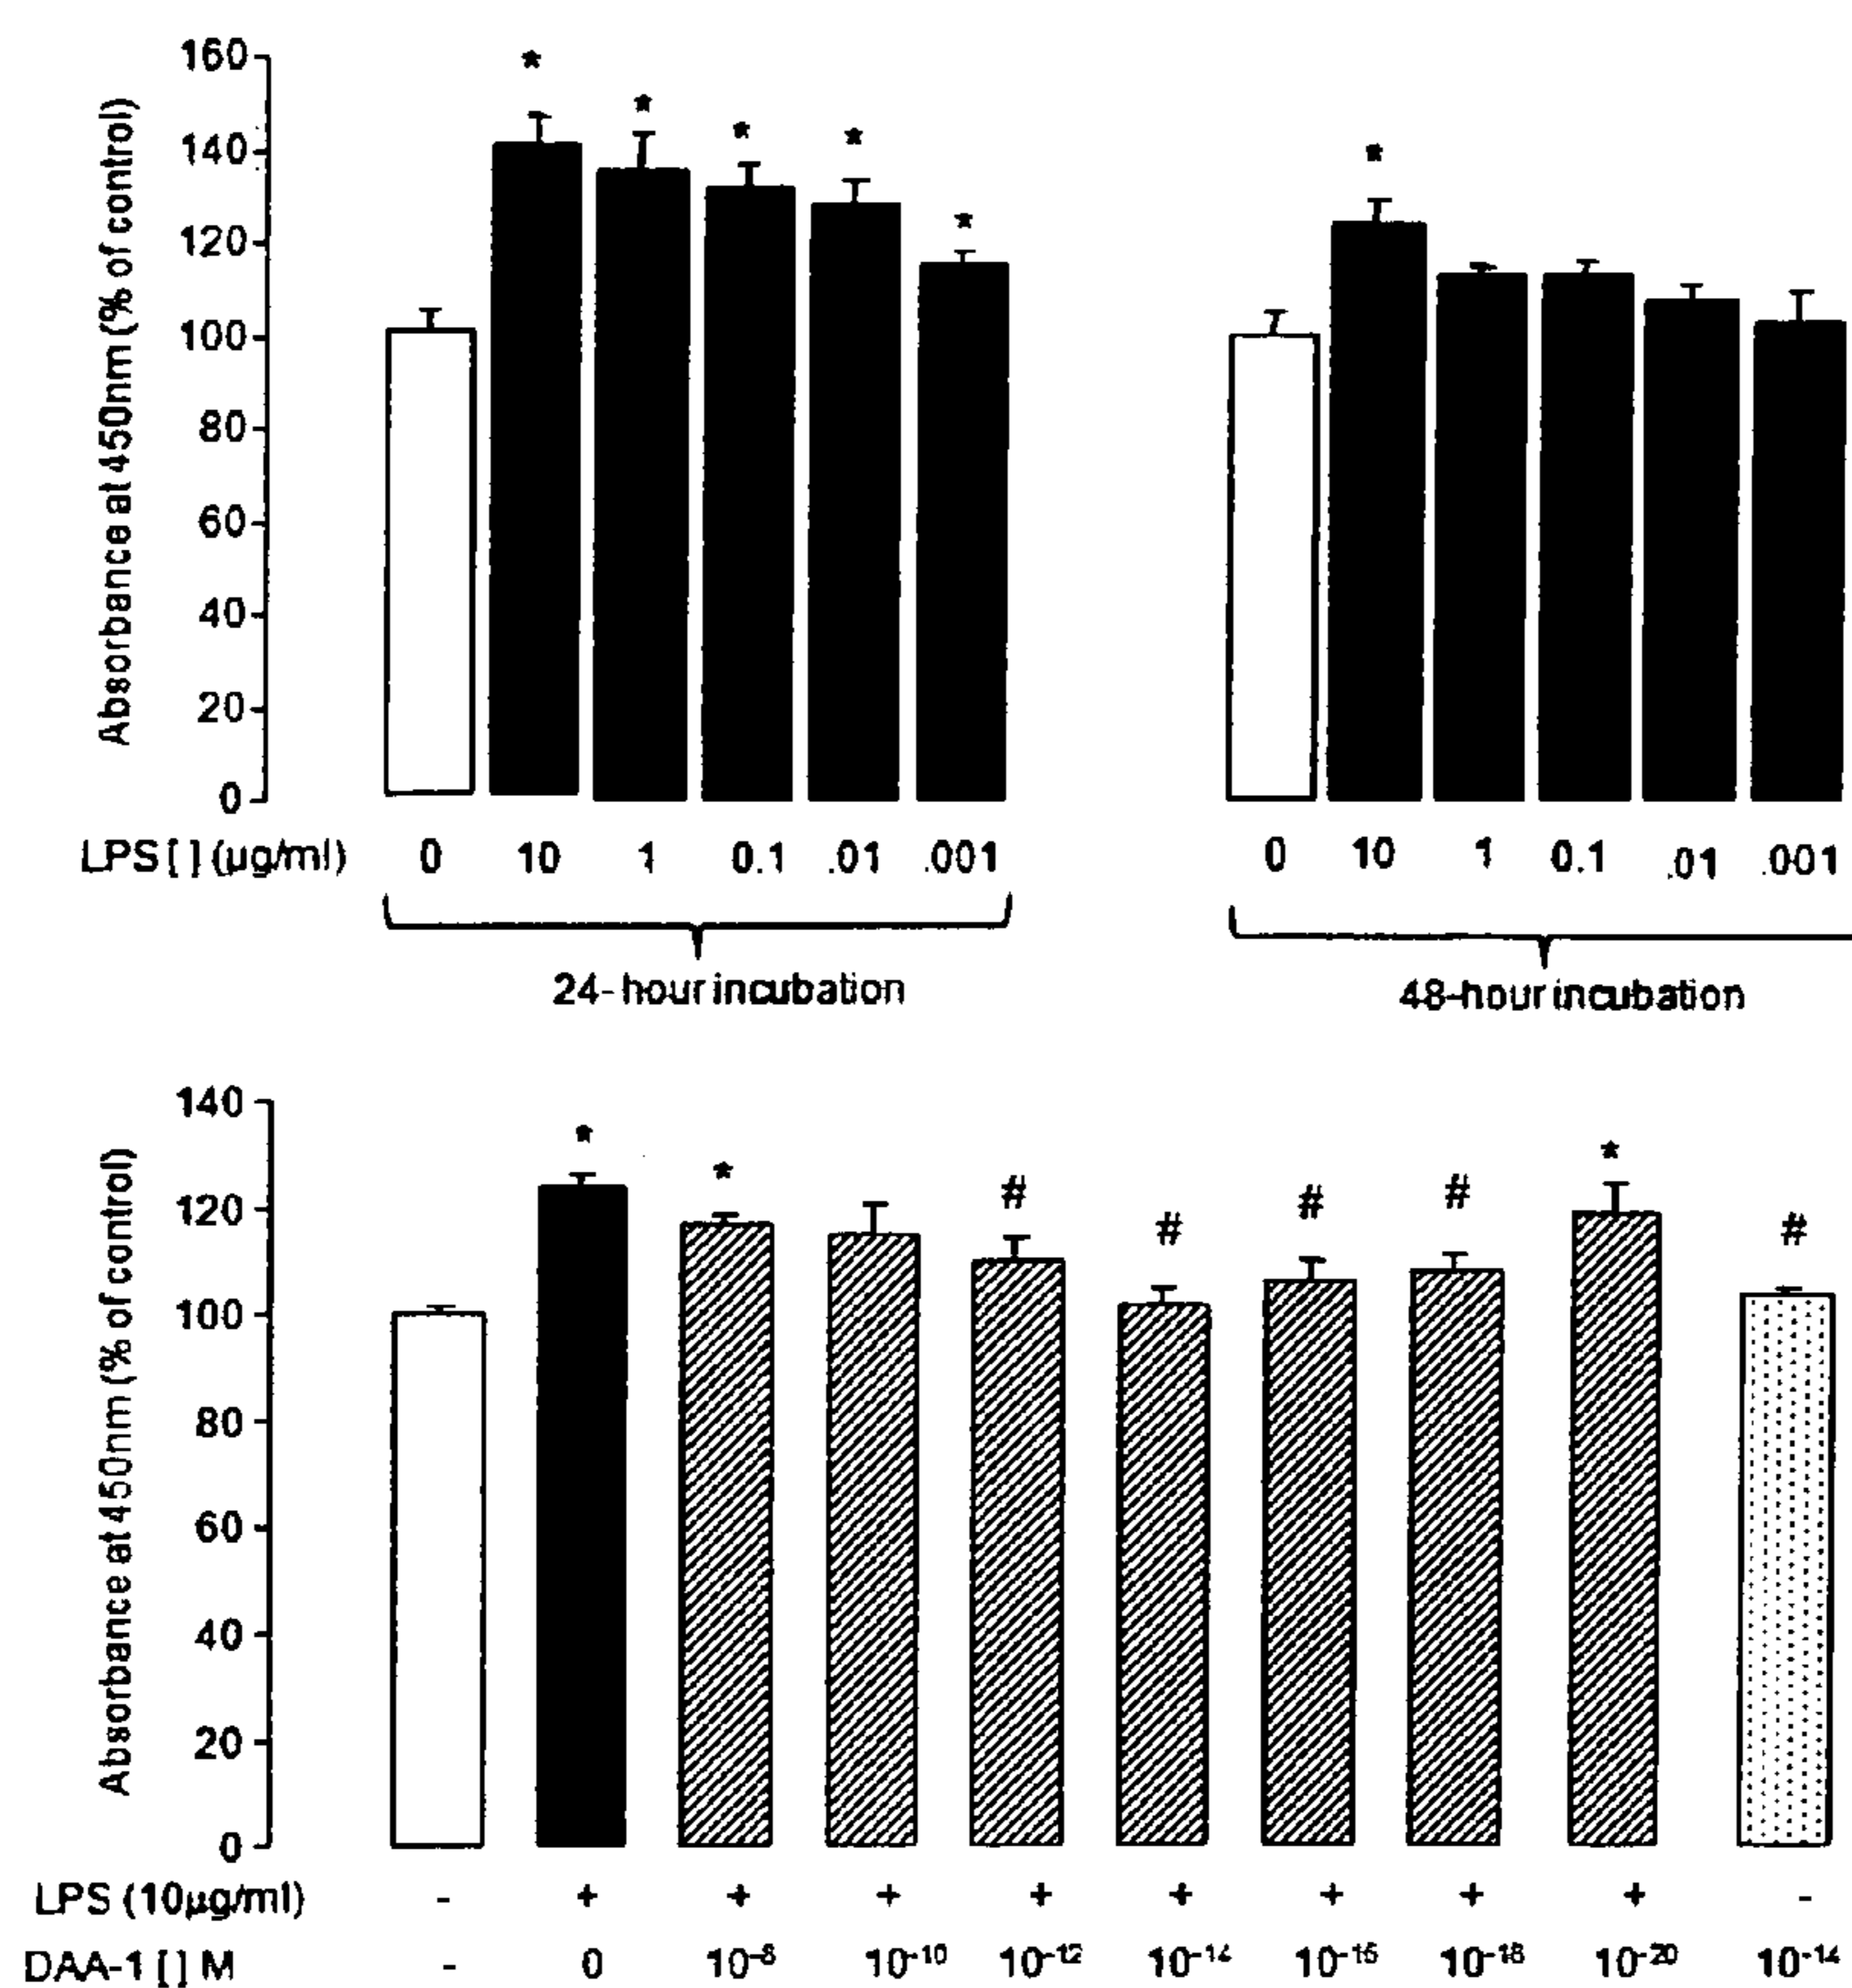 160
140
120
100
80
60
40
20
0
Absorbance at 450nm (% of control)
* * * * * *
LPS [ ] (µg/ml) 0 10 1 0.1 .01 .001 0 10 1 0.1 .01 .001
24-hour incubation 48-hour incubation
140
120
100
80
60
40
20
0
Absorbance at 450nm (% of control)
* * # # # # * #
LPS (10µg/ml) - + + + + + + + + -
DAA-1 [ ] M - 0 10⁻⁸ 10⁻¹⁰ 10⁻¹² 10⁻¹⁴ 10⁻¹⁶ 10⁻¹⁸ 10⁻²⁰ 10⁻¹⁴